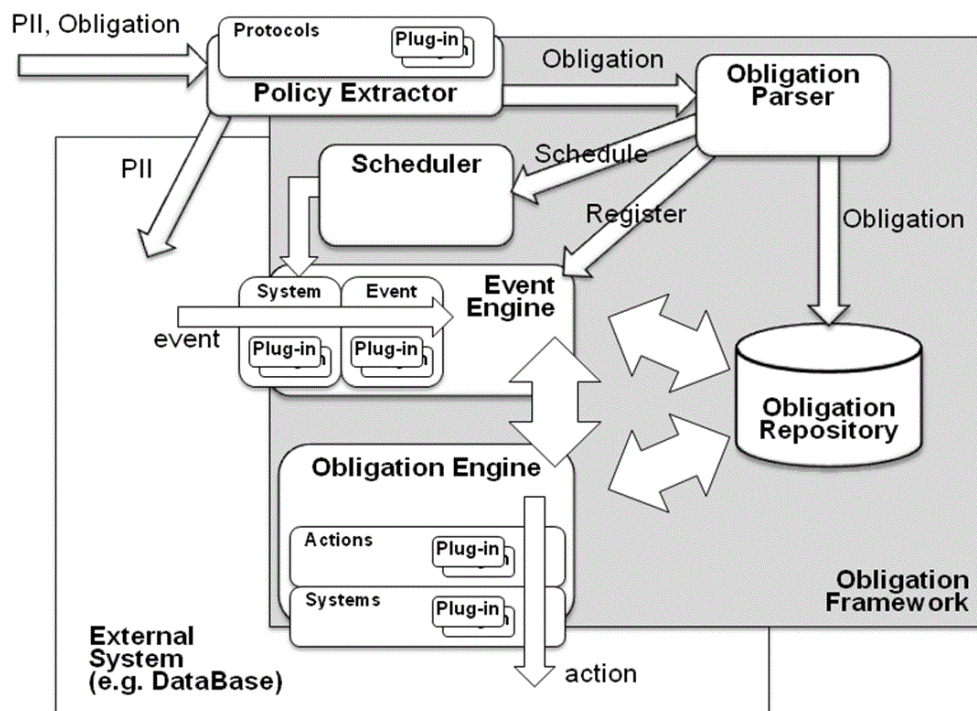 PII, Obligation
Protocols
Plug-in
Policy Extractor
Obligation
Obligation
Parser
PII
Scheduler
Schedule
Register
Obligation
System
Event
Event
Engine
event
Plug-in
Plug-in
Obligation
Repository
Obligation Engine
Actions
Plug-in
Systems
Plug-in
Obligation
Framework
External
System
(e.g. DataBase)
action